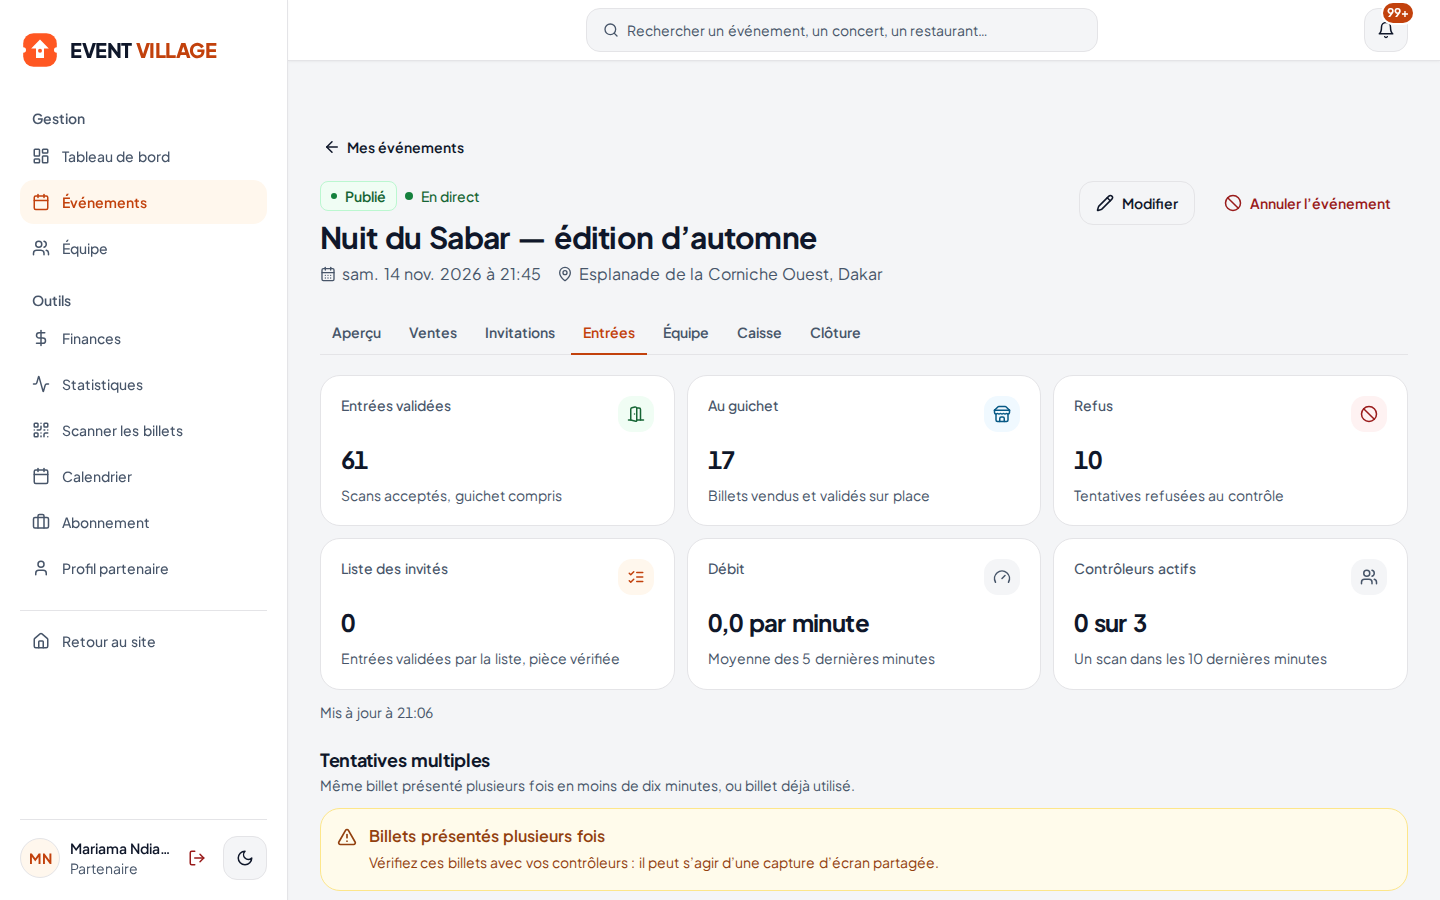 EVENT VILLAGE
Rechercher un événement, un concert, un restaurant...
99+
Gestion
Tableau de bord
Événements
Équipe
Outils
Finances
Statistiques
Scanner les billets
Calendrier
Abonnement
Profil partenaire
Retour au site
MN
Mariama Ndia...
Partenaire
Mes événements
Publié
En direct
Modifier
Annuler l’événement
Nuit du Sabar — édition d’automne
sam. 14 nov. 2026 à 21:45
Esplanade de la Corniche Ouest, Dakar
Aperçu
Ventes
Invitations
Entrées
Équipe
Caisse
Clôture
Entrées validées
61
Scans acceptés, guichet compris
Au guichet
17
Billets vendus et validés sur place
Refus
10
Tentatives refusées au contrôle
Liste des invités
0
Entrées validées par la liste, pièce vérifiée
Débit
0,0 par minute
Moyenne des 5 dernières minutes
Contrôleurs actifs
0 sur 3
Un scan dans les 10 dernières minutes
Mis à jour à 21:06
Tentatives multiples
Même billet présenté plusieurs fois en moins de dix minutes, ou billet déjà utilisé.
Billets présentés plusieurs fois
Vérifiez ces billets avec vos contrôleurs : il peut s’agir d’une capture d’écran partagée.